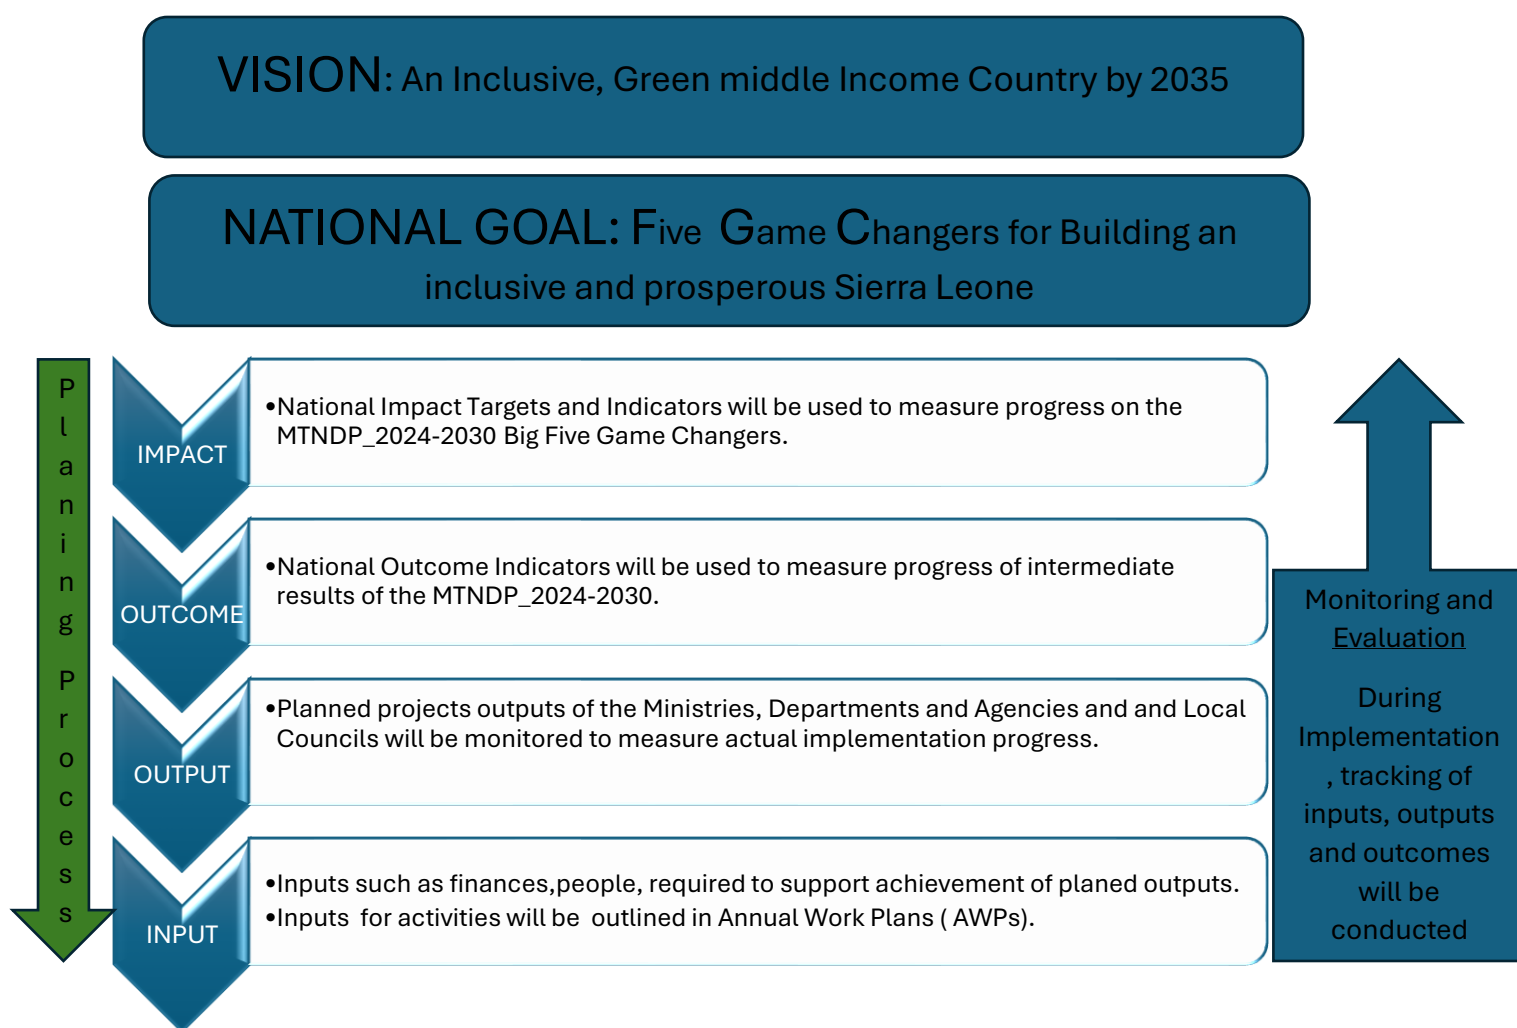 VISION: An Inclusive, Green middle Income Country by 2035
NATIONAL GOAL: Five Game Changers for Building an
inclusive and prosperous Sierra Leone
Planing Process
IMPACT
•National Impact Targets and Indicators will be used to measure progress on the
MTNDP_2024-2030 Big Five Game Changers.
OUTCOME
•National Outcome Indicators will be used to measure progress of intermediate
results of the MTNDP_2024-2030.
OUTPUT
•Planned projects outputs of the Ministries, Departments and Agencies and and Local
Councils will be monitored to measure actual implementation progress.
INPUT
•Inputs such as finances,people, required to support achievement of planed outputs.
•Inputs for activities will be outlined in Annual Work Plans ( AWPs).
Monitoring and
Evaluation
During
Implementation
, tracking of
inputs, outputs
and outcomes
will be
conducted